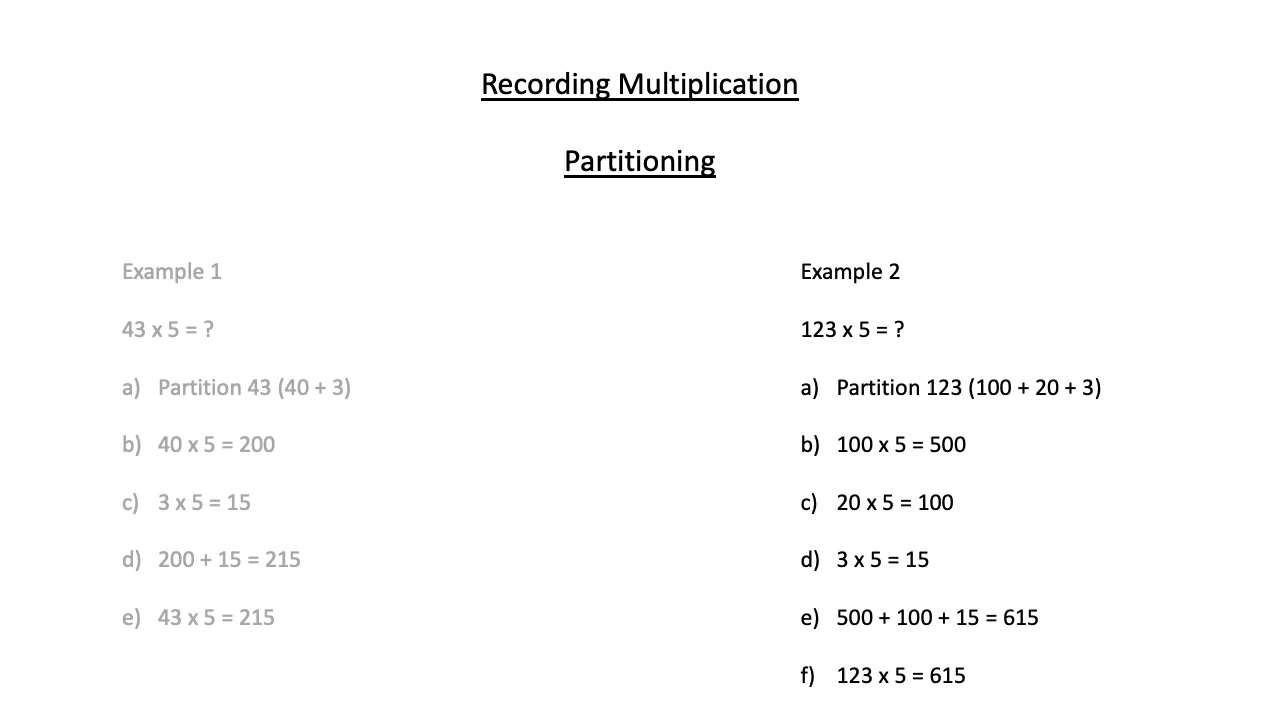 Recording Multiplication
Partitioning
Example 1
43 x 5 = ?
a) Partition 43 (40 + 3)
b) 40 x 5 = 200
c) 3 x 5 = 15
d) 200 + 15 = 215
e) 43 x 5 = 215
Example 2
123 x 5 = ?
a) Partition 123 (100 + 20 + 3)
b) 100 x 5 = 500
c) 20 x 5 = 100
d) 3 x 5 = 15
e) 500 + 100 + 15 = 615
f) 123 x 5 = 615